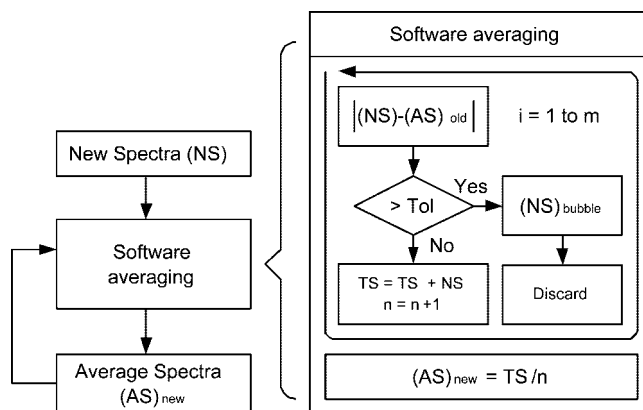 New Spectra (NS)
Software
averaging
Average Spectra
(AS) new
Software averaging
|(NS)-(AS) old|
i = 1 to m
> Tol
Yes
(NS) bubble
No
TS = TS + NS
n = n +1
Discard
(AS) new = TS /n